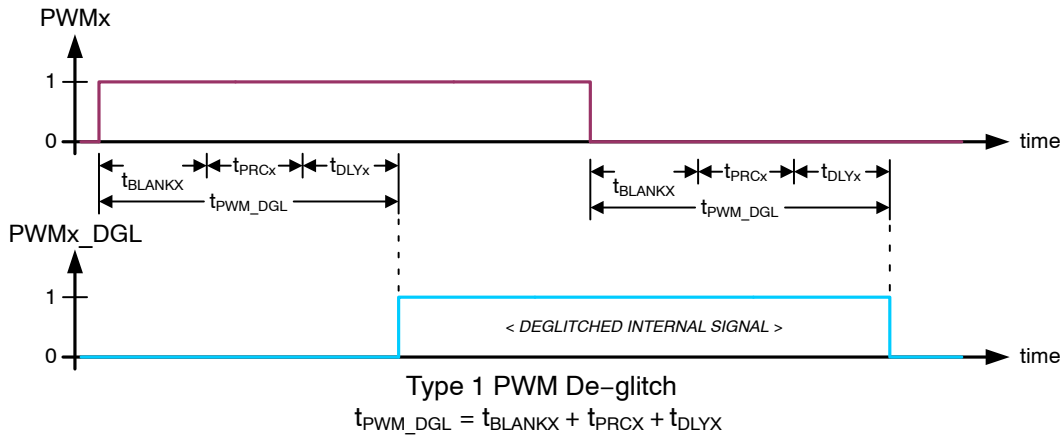 PWMx
1
0
time
tBLANKX
tPRCx
tDLYx
tPWM_DGL
tBLANKX
tPRCx
tDLYx
tPWM_DGL
PWMx_DGL
1
< DEGLITCHED INTERNAL SIGNAL >
0
time
Type 1 PWM De−glitch
tPWM_DGL = tBLANKX + tPRCX + tDLYX